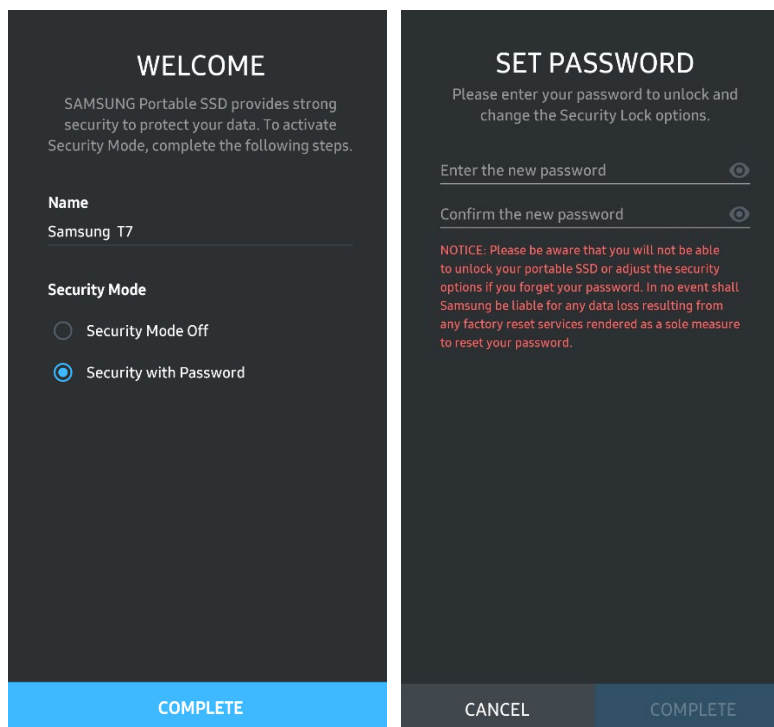 WELCOME
SAMSUNG Portable SSD provides strong
security to protect your data. To activate
Security Mode, complete the following steps.
Name
Samsung T7
Security Mode
Security Mode Off
Security with Password
COMPLETE
SET PASSWORD
Please enter your password to unlock and
change the Security Lock options.
Enter the new password
Confirm the new password
NOTICE: Please be aware that you will not be able
to unlock your portable SSD or adjust the security
options if you forget your password. In no event shall
Samsung be liable for any data loss resulting from
any factory reset services rendered as a sole measure
to reset your password.
CANCEL
COMPLETE